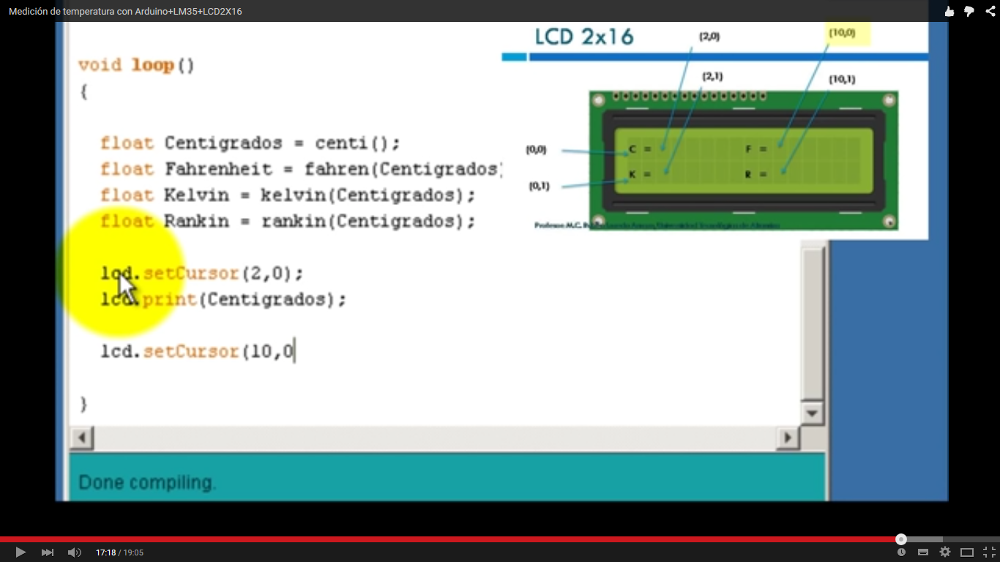 Medición de temperatura con Arduino+LM35+LCD2X16
LCD 2x16
(2,0)
(10,0)
(2,1)
(10,1)
(0,0)
(0,1)
C =
F =
K =
R =
void loop()
{
float Centigrados = centi();
float Fahrenheit = fahren(Centigrados)
float Kelvin = kelvin(Centigrados);
float Rankin = rankin(Centigrados);
lcd.setCursor(2,0);
lcd.print(Centigrados);
lcd.setCursor(10,0
}
Done compiling.
17:18 / 19:05